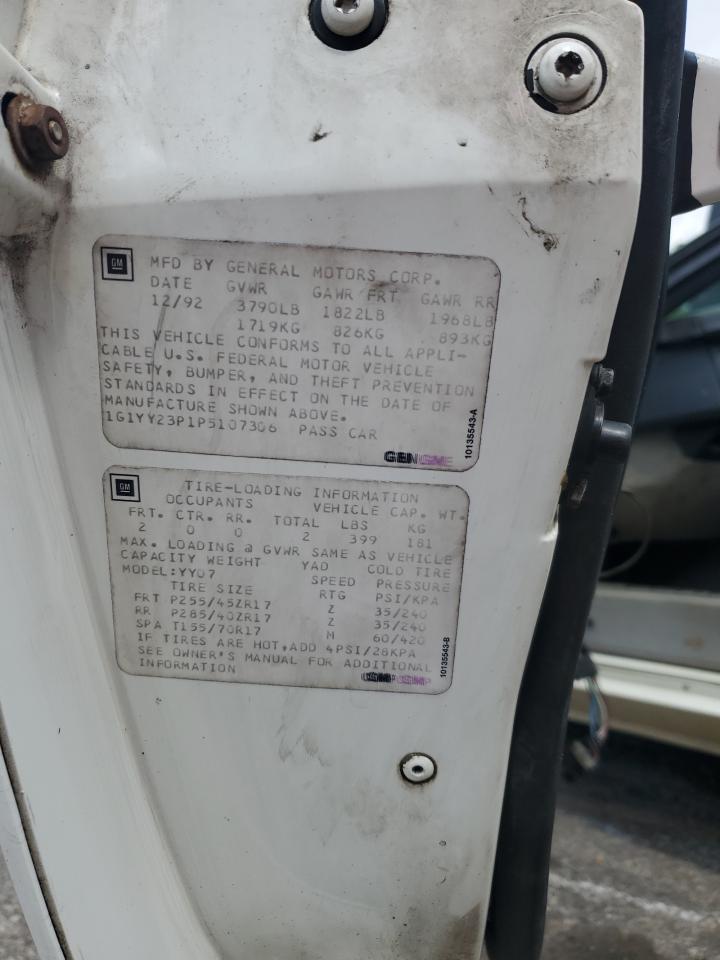 GM MFD BY GENERAL MOTORS CORP.
DATE GVWR GAWR FRT GAWR RR
12/92 3790LB 1822LB 1968LB
1719KG 826KG 893KG
THIS VEHICLE CONFORMS TO ALL APPLI-
CABLE U.S. FEDERAL MOTOR VEHICLE
SAFETY, BUMPER, AND THEFT PREVENTION
STANDARDS IN EFFECT ON THE DATE OF
MANUFACTURE SHOWN ABOVE.
1G1YY23P1P5107306 PASS CAR
10135543-A
GM TIRE-LOADING INFORMATION
OCCUPANTS VEHICLE CAP. WT.
FRT. CTR. RR. TOTAL LBS KG
2 0 0 2 399 181
MAX. LOADING @ GVWR SAME AS VEHICLE
CAPACITY WEIGHT YAD COLD TIRE
MODEL:YY07 SPEED PRESSURE
TIRE SIZE RTG PSI/KPA
FRT P255/45ZR17 Z 35/240
RR P285/40ZR17 Z 35/240
SPA T155/70R17 M 60/420
IF TIRES ARE HOT,ADD 4PSI/28KPA
SEE OWNER'S MANUAL FOR ADDITIONAL
INFORMATION
10135543-B